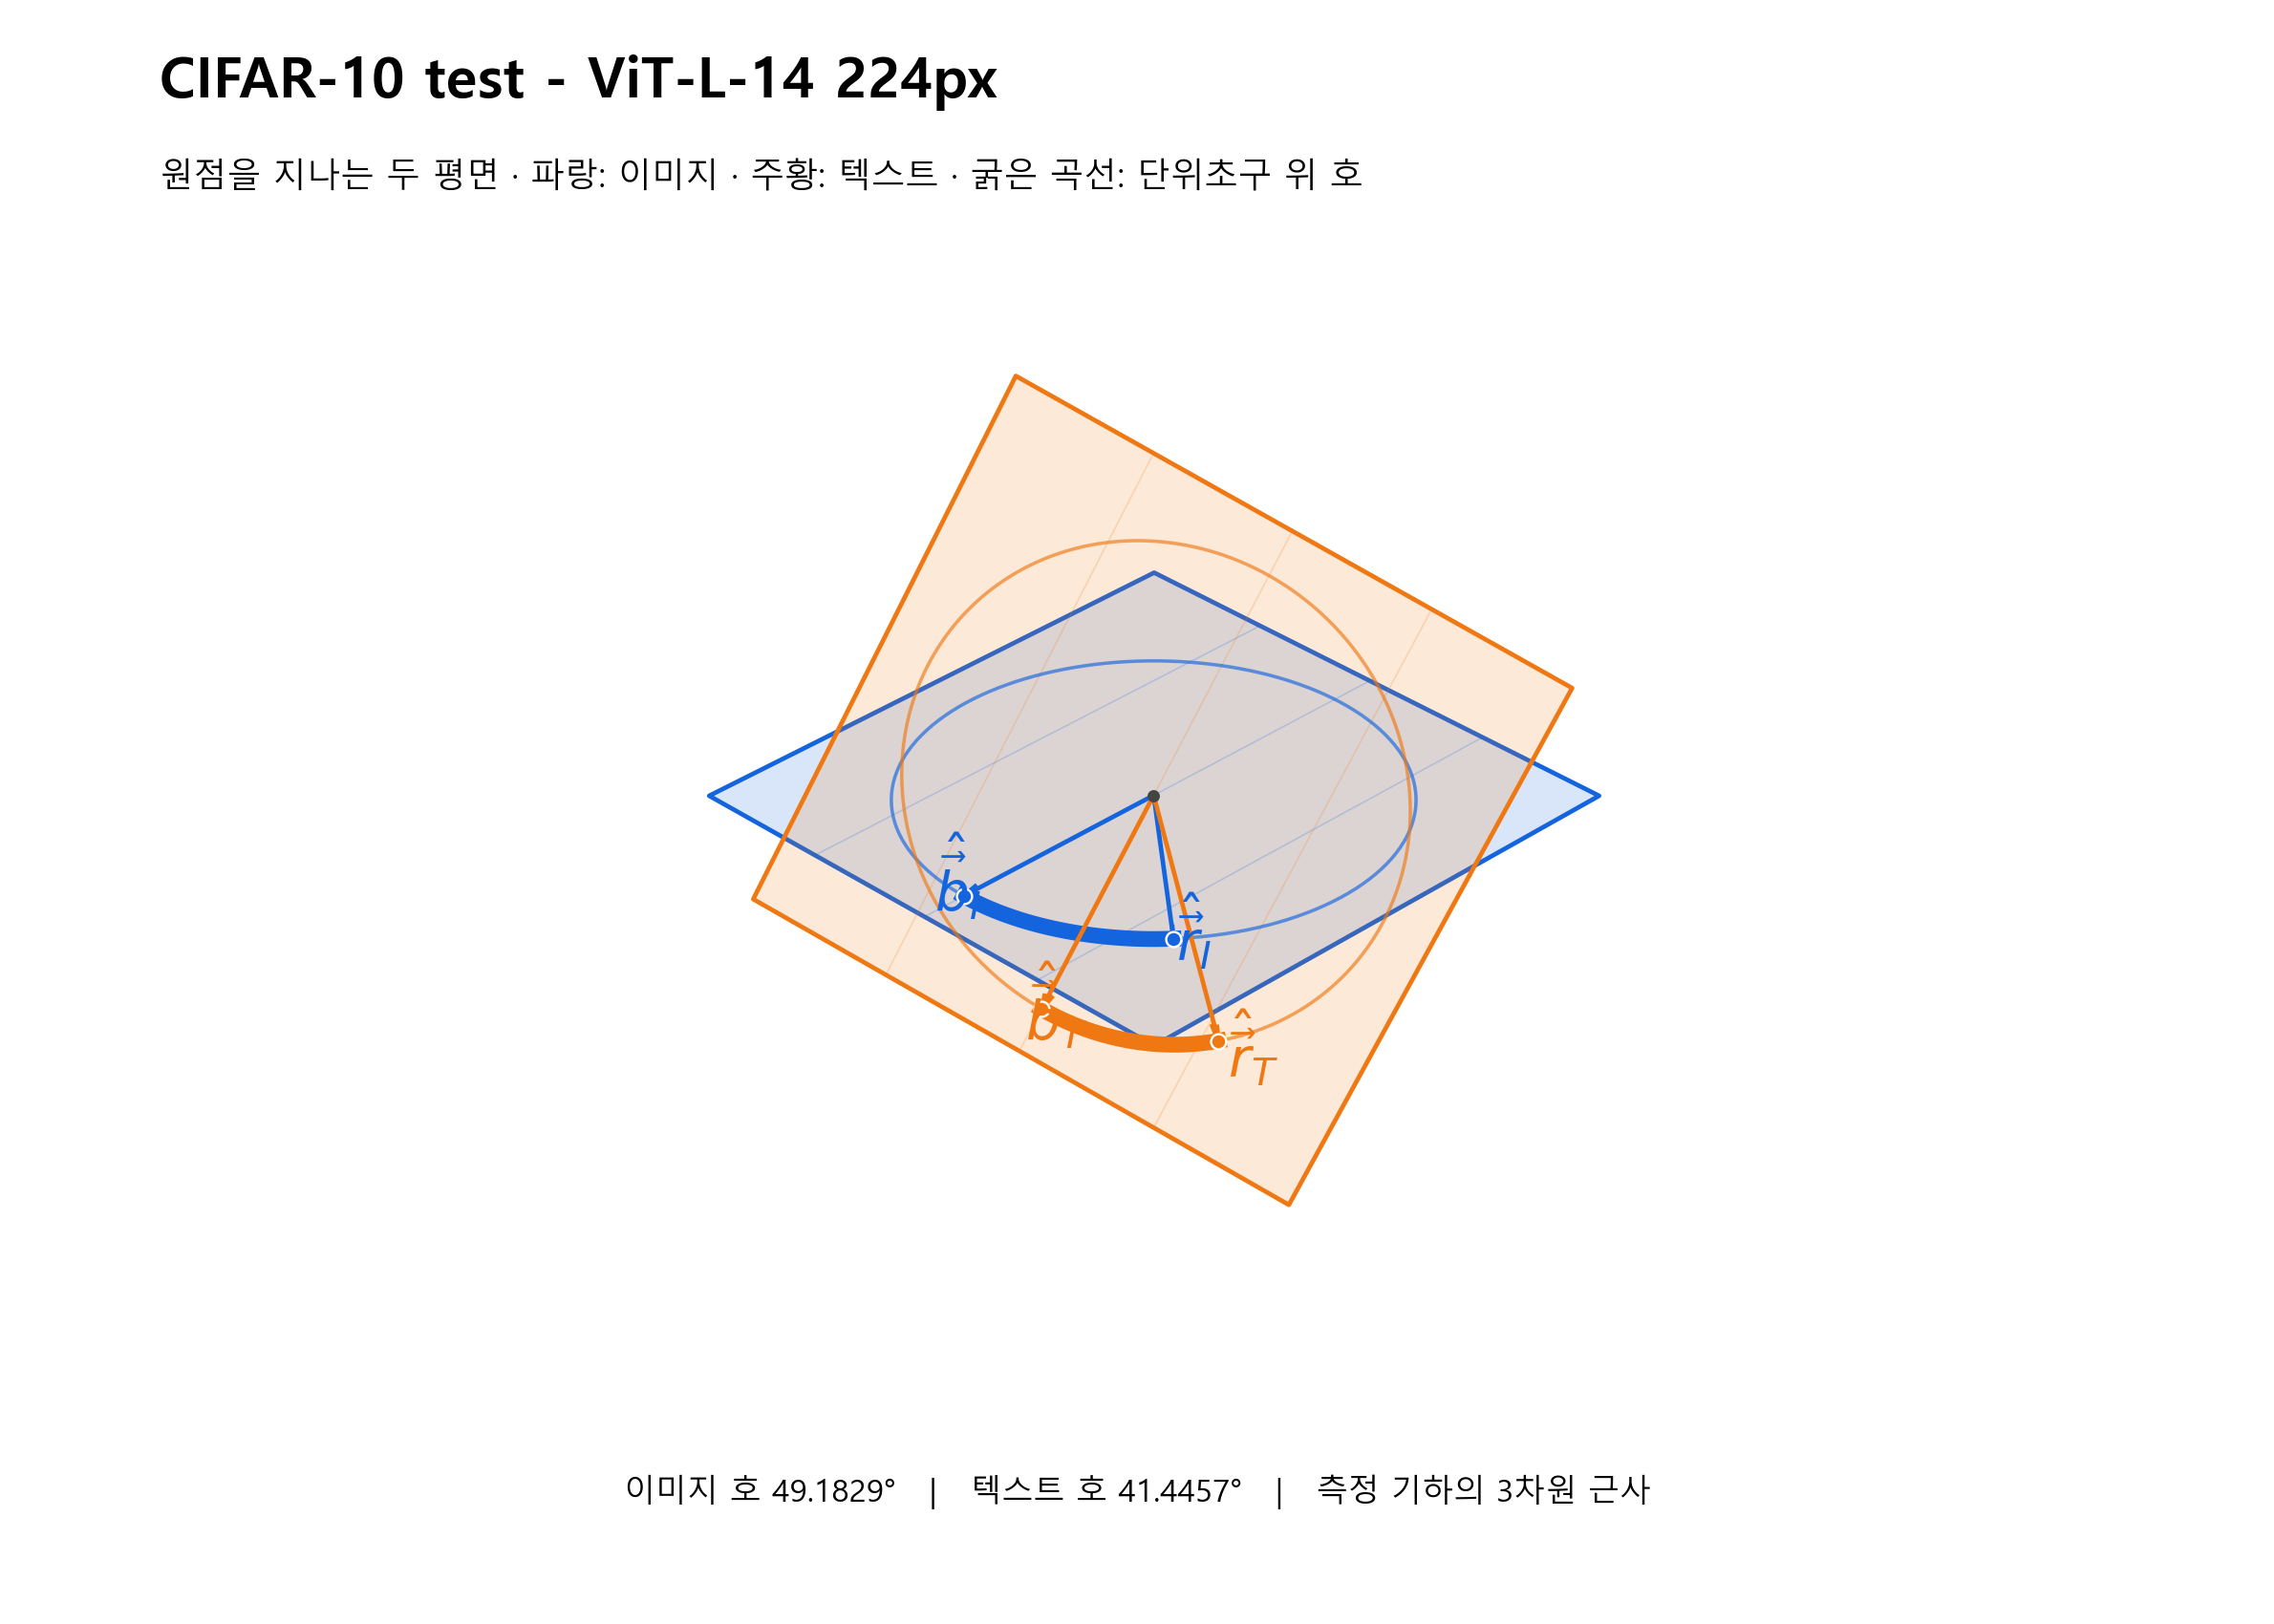 CIFAR-10 test - ViT-L-14 224px
원점을 지나는 두 평면 · 파랑: 이미지 · 주황: 텍스트 · 굵은 곡선: 단위초구 위 호
r_I
r_T
이미지 호 49.1829° | 텍스트 호 41.4457° | 측정 기하의 3차원 근사